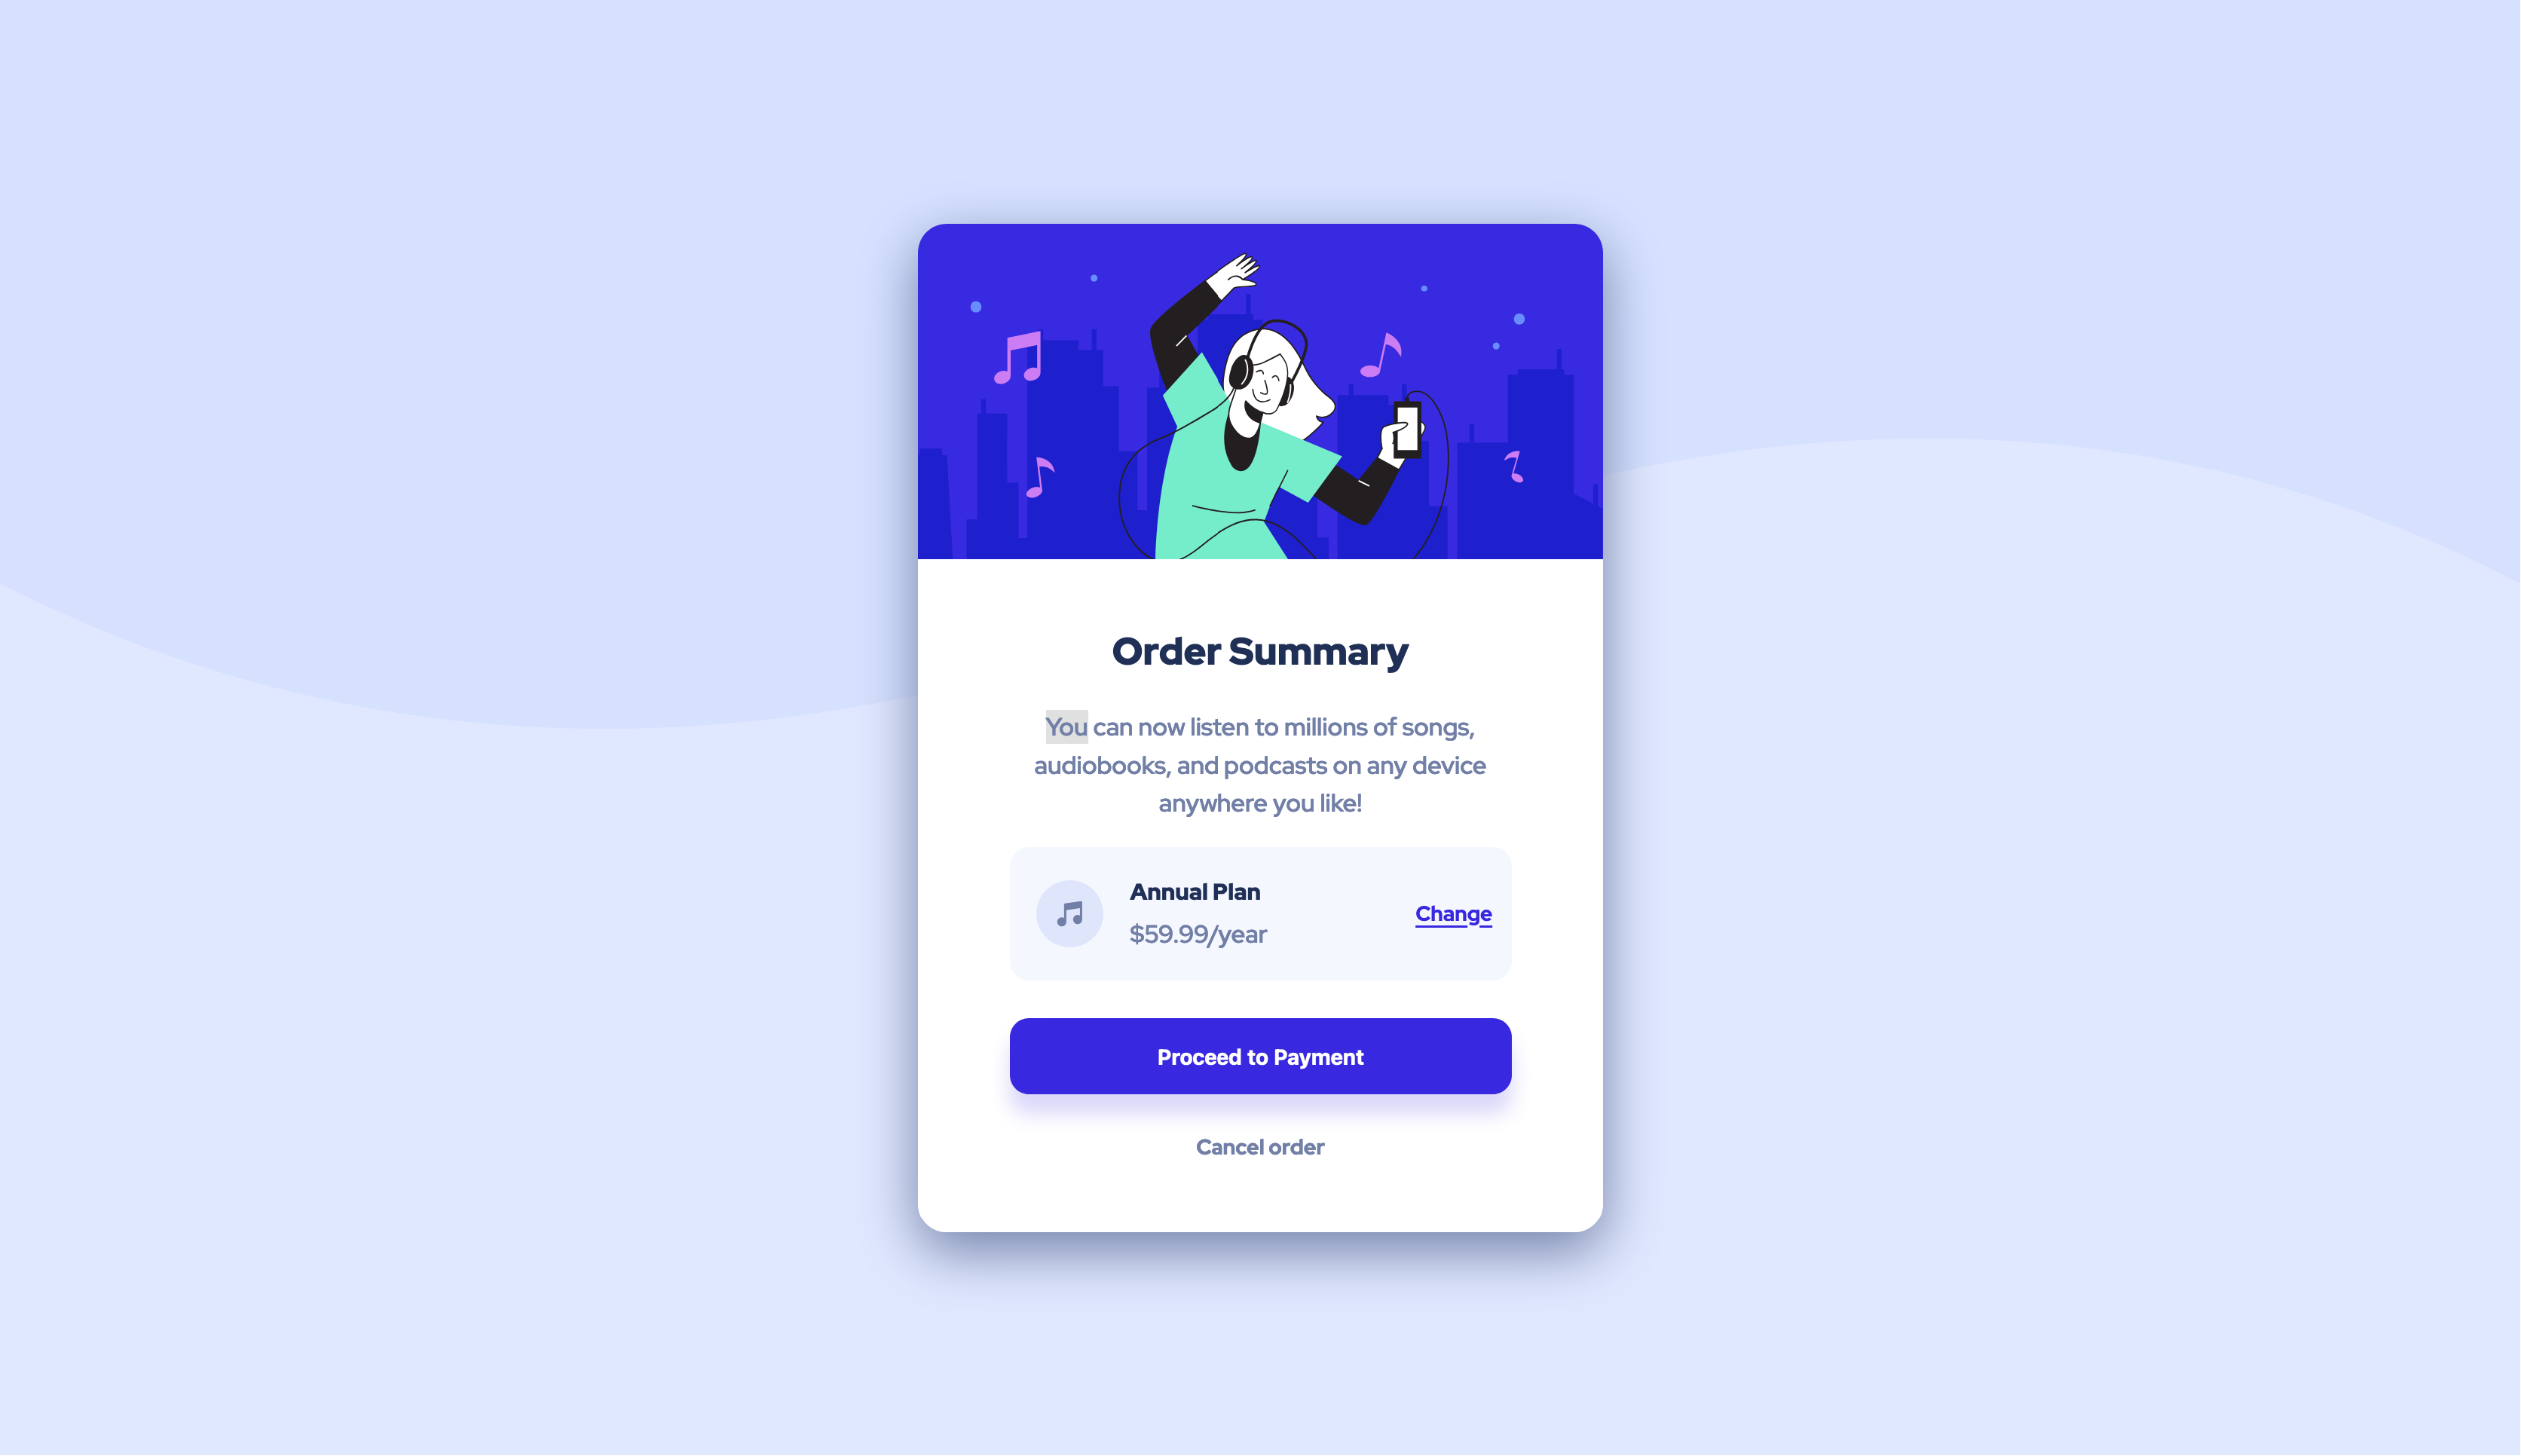 Order Summary
You can now listen to millions of songs,
audiobooks, and podcasts on any device
anywhere you like!
Annual Plan
$59.99/year
Change
Proceed to Payment
Cancel order